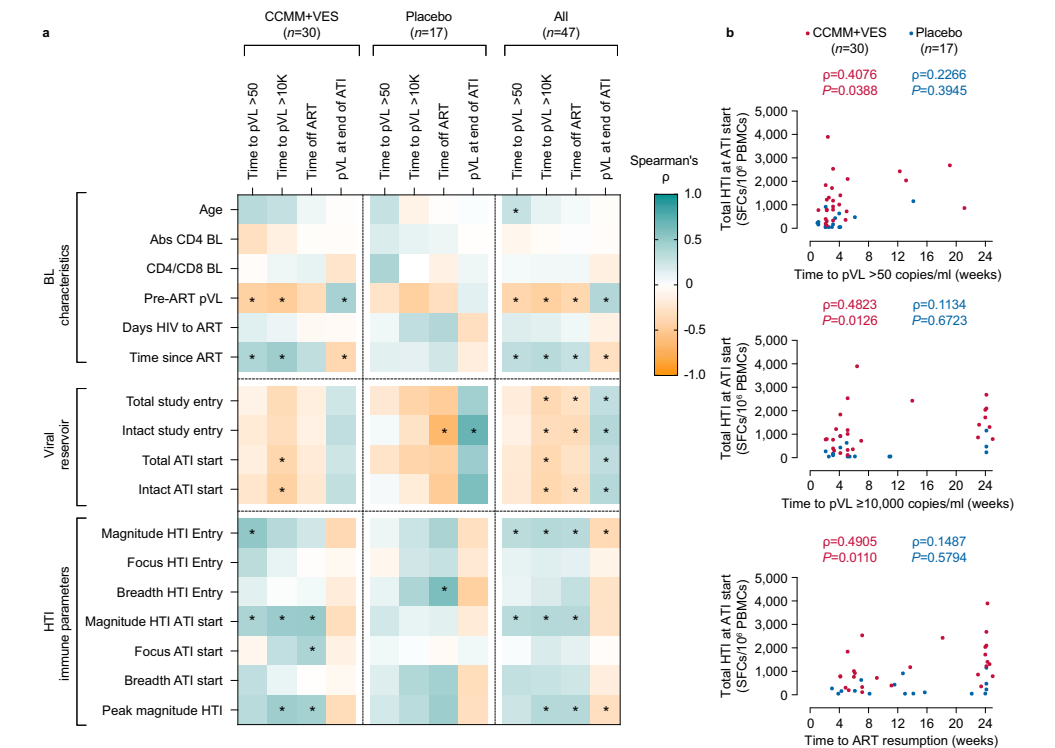 a
CCMM+VES
(n=30)
Placebo
(n=17)
All
(n=47)
Time to pVL >50
Time to pVL >10K
Time off ART
pVL at end of ATI
Time to pVL >50
Time to pVL >10K
Time off ART
pVL at end of ATI
Time to pVL >50
Time to pVL >10K
Time off ART
pVL at end of ATI
BL
characteristics
Age
Abs CD4 BL
CD4/CD8 BL
Pre-ART pVL
Days HIV to ART
Time since ART
Viral
reservoir
Total study entry
Intact study entry
Total ATI start
Intact ATI start
HTI
immune parameters
Magnitude HTI Entry
Focus HTI Entry
Breadth HTI Entry
Magnitude HTI ATI start
Focus ATI start
Breadth ATI start
Peak magnitude HTI
Spearman's
ρ
1.0
0.5
0
-0.5
-1.0
b
CCMM+VES
(n=30)
Placebo
(n=17)
ρ=0.4076
P=0.0388
ρ=0.2266
P=0.3945
Total HTI at ATI start
(SFCs/10⁶ PBMCs)
5,000
4,000
3,000
2,000
1,000
0
0 4 8 12 16 20 24
Time to pVL >50 copies/ml (weeks)
ρ=0.4823
P=0.0126
ρ=0.1134
P=0.6723
Total HTI at ATI start
(SFCs/10⁶ PBMCs)
5,000
4,000
3,000
2,000
1,000
0
0 4 8 12 16 20 24
Time to pVL ≥10,000 copies/ml (weeks)
ρ=0.4905
P=0.0110
ρ=0.1487
P=0.5794
Total HTI at ATI start
(SFCs/10⁶ PBMCs)
5,000
4,000
3,000
2,000
1,000
0
0 4 8 12 16 20 24
Time to ART resumption (weeks)